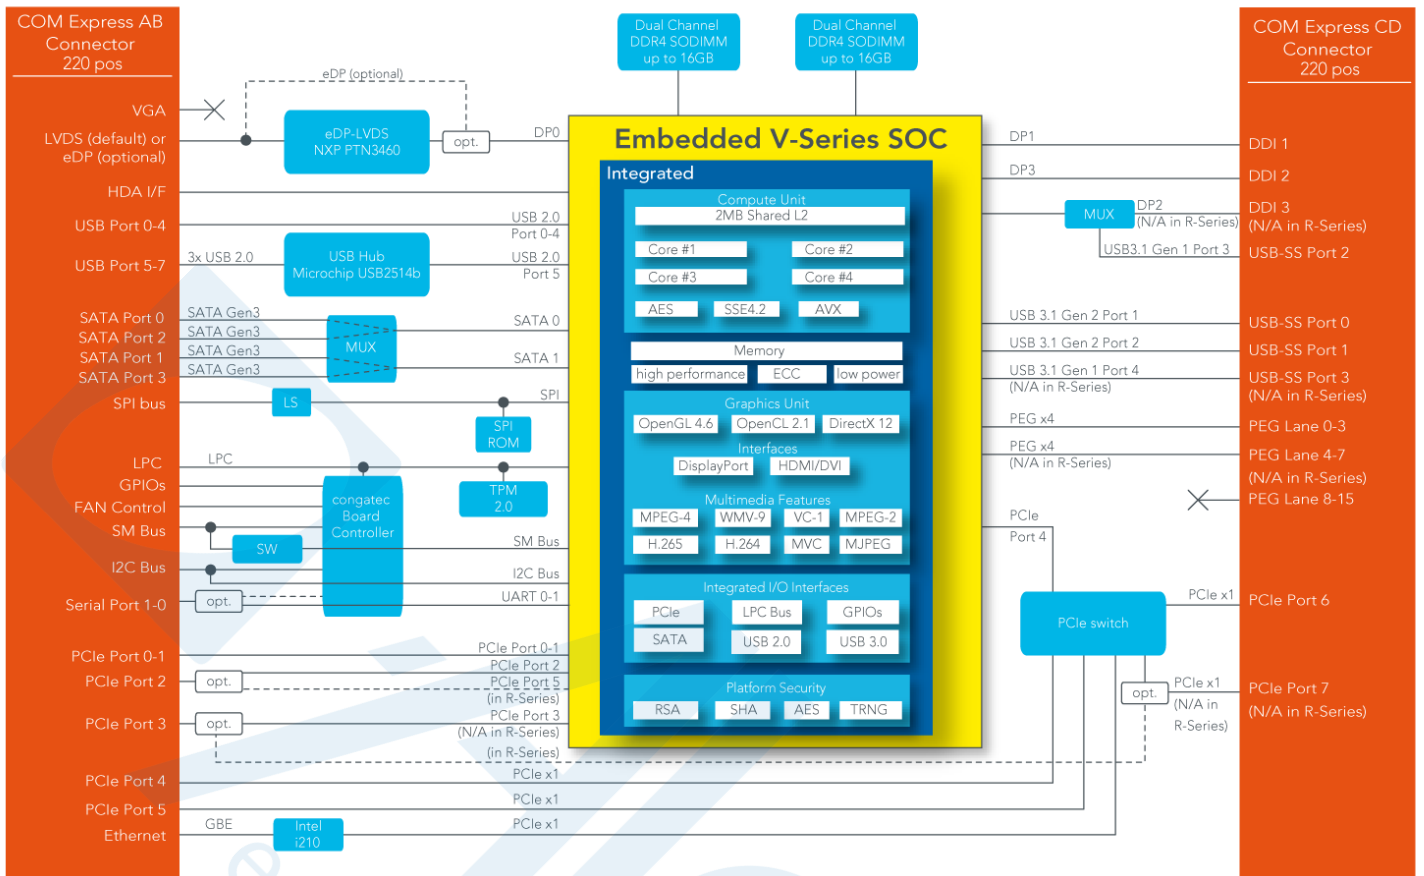 COM Express AB
Connector
220 pos
VGA
LVDS (default) or
eDP (optional)
HDA I/F
USB Port 0-4
USB Port 5-7
SATA Port 0
SATA Port 2
SATA Port 1
SATA Port 3
SPI bus
LPC
GPIOs
FAN Control
SM Bus
I2C Bus
Serial Port 1-0
PCIe Port 0-1
PCIe Port 2
PCIe Port 3
PCIe Port 4
PCIe Port 5
Ethernet
eDP (optional)
eDP-LVDS
NXP PTN3460
opt.
DP0
USB 2.0
Port 0-4
3x USB 2.0
USB Hub
Microchip USB2514b
USB 2.0
Port 5
SATA Gen3
SATA Gen3
SATA Gen3
SATA Gen3
MUX
SATA 0
SATA 1
LS
SPI
SPI
ROM
LPC
TPM
2.0
congatec
Board
Controller
SW
SM Bus
I2C Bus
opt.
UART 0-1
PCIe Port 0-1
PCIe Port 2
opt.
PCIe Port 5
(in R-Series)
opt.
PCIe Port 3
(N/A in R-Series)
(in R-Series)
PCIe x1
PCIe x1
GBE
Intel
i210
PCIe x1
Dual Channel
DDR4 SODIMM
up to 16GB
Dual Channel
DDR4 SODIMM
up to 16GB
Embedded V-Series SOC
Integrated
Compute Unit
2MB Shared L2
Core #1
Core #2
Core #3
Core #4
AES
SSE4.2
AVX
Memory
high performance
ECC
low power
Graphics Unit
OpenGL 4.6
OpenCL 2.1
DirectX 12
Interfaces
DisplayPort
HDMI/DVI
Multimedia Features
MPEG-4
WMV-9
VC-1
MPEG-2
H.265
H.264
MVC
MJPEG
Integrated I/O Interfaces
PCIe
LPC Bus
GPIOs
SATA
USB 2.0
USB 3.0
Platform Security
RSA
SHA
AES
TRNG
DP1
DP3
MUX
DP2
(N/A in R-Series)
USB3.1 Gen 1 Port 3
USB 3.1 Gen 2 Port 1
USB 3.1 Gen 2 Port 2
USB 3.1 Gen 1 Port 4
(N/A in R-Series)
PEG x4
PEG x4
(N/A in R-Series)
PCIe
Port 4
PCIe switch
PCIe x1
opt.
PCIe x1
(N/A in
R-Series)
COM Express CD
Connector
220 pos
DDI 1
DDI 2
DDI 3
(N/A in R-Series)
USB-SS Port 2
USB-SS Port 0
USB-SS Port 1
USB-SS Port 3
(N/A in R-Series)
PEG Lane 0-3
PEG Lane 4-7
(N/A in R-Series)
PEG Lane 8-15
PCIe Port 6
PCIe Port 7
(N/A in R-Series)